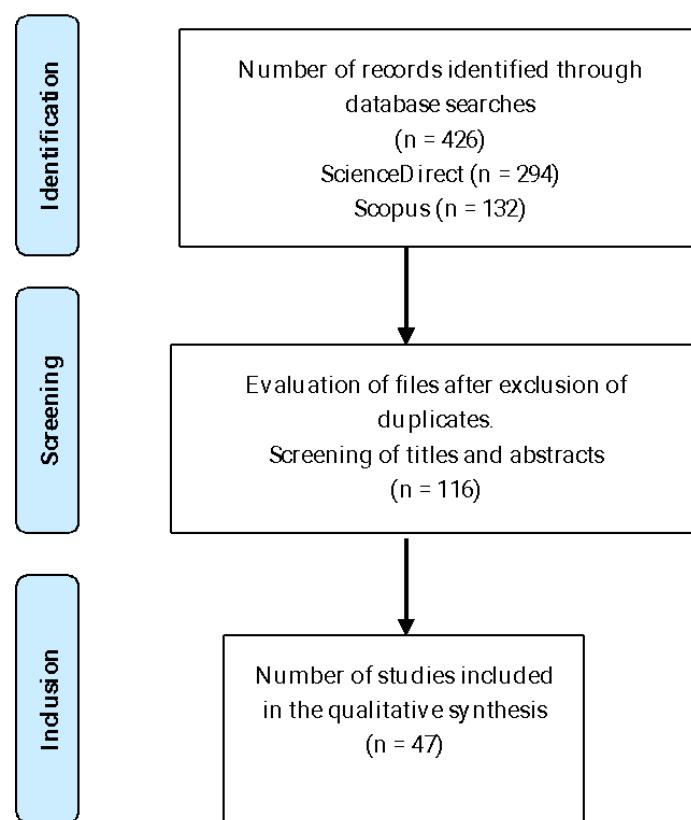 Identification
Number of records identified through
database searches
(n = 426)
ScienceDirect (n = 294)
Scopus (n = 132)
Screening
Evaluation of files after exclusion of
duplicates.
Screening of titles and abstracts
(n = 116)
Inclusion
Number of studies included
in the qualitative synthesis
(n = 47)